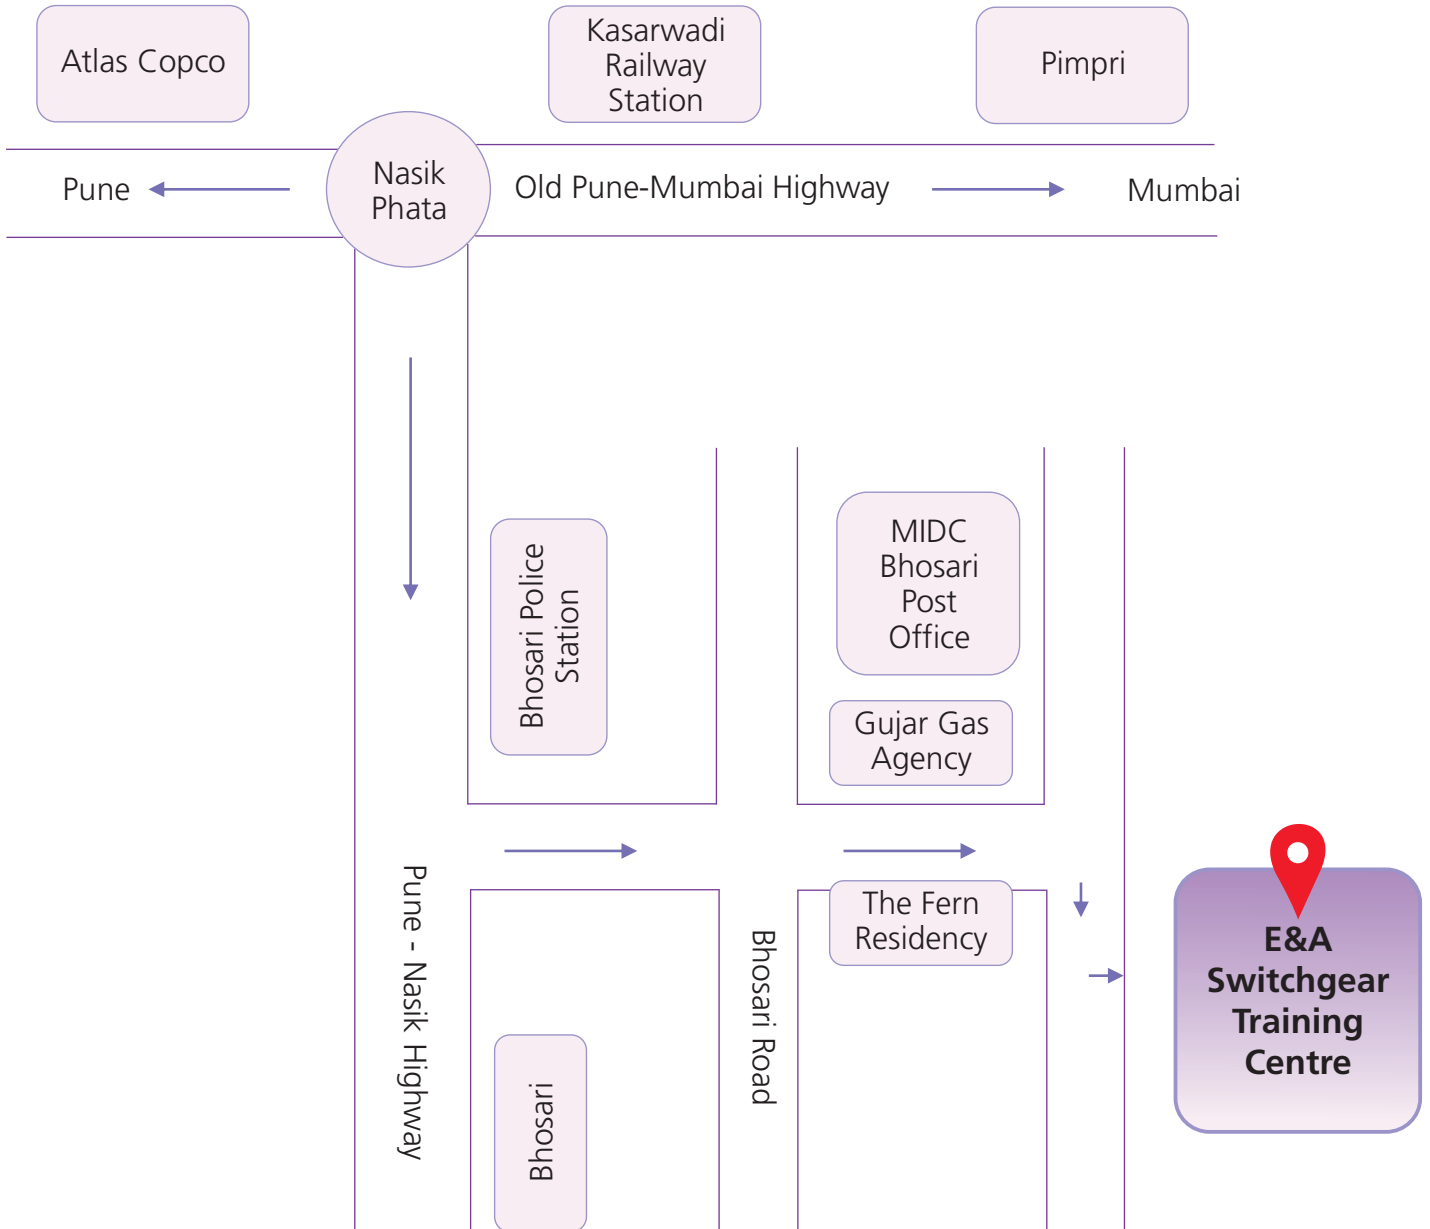 Atlas Copco
Kasarwadi
Railway
Station
Pimpri
Pune
Nasik
Phata
Old Pune-Mumbai Highway
Mumbai
Bhosari Police
Station
MIDC
Bhosari
Post
Office
Gujar Gas
Agency
The Fern
Residency
Pune - Nasik Highway
Bhosari Road
Bhosari
E&A
Switchgear
Training
Centre